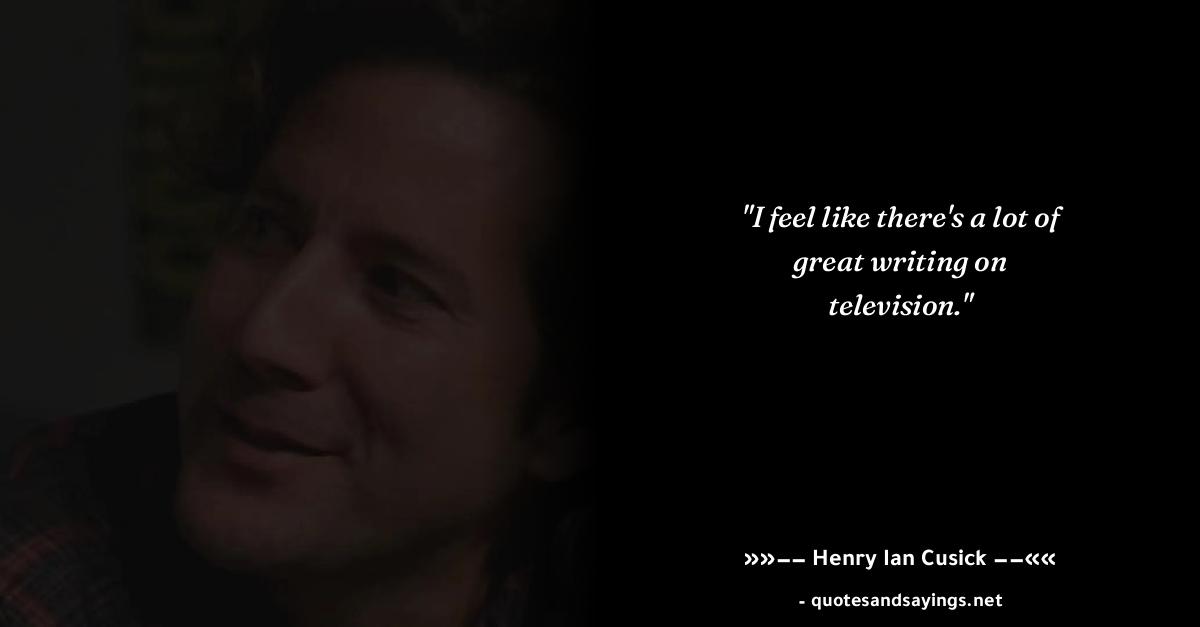 "I feel like there's a lot of
great writing on
television."
»»–– Henry Ian Cusick ––««
- quotesandsayings.net